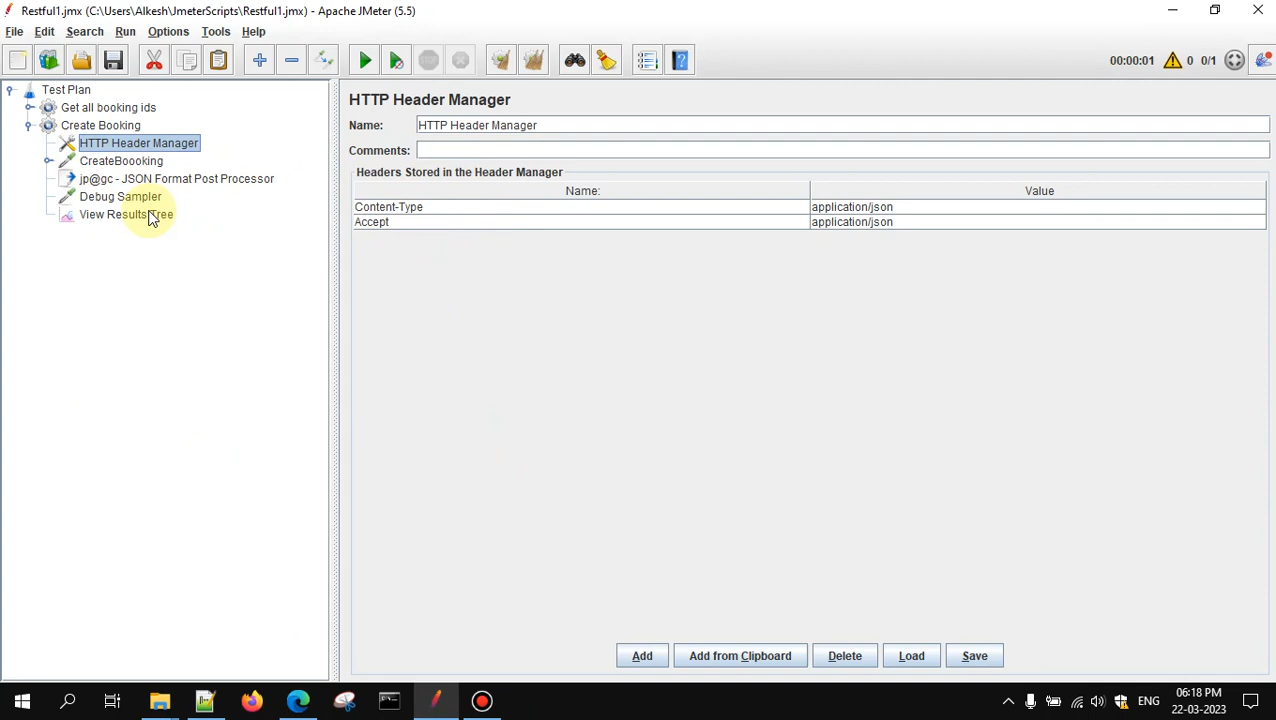 Restful1.jmx (C:\Users\Alkesh\JmeterScripts\Restful1.jmx) - Apache JMeter (5.5)
File Edit Search Run Options Tools Help
00:00:01 0 0/1
Test Plan
Get all booking ids
Create Booking
HTTP Header Manager
CreateBoooking
jp@gc - JSON Format Post Processor
Debug Sampler
View Results Tree
HTTP Header Manager
Name: HTTP Header Manager
Comments:
Headers Stored in the Header Manager
Name: Value
Content-Type application/json
Accept application/json
Add Add from Clipboard Delete Load Save
ENG
06:18 PM
22-03-2023